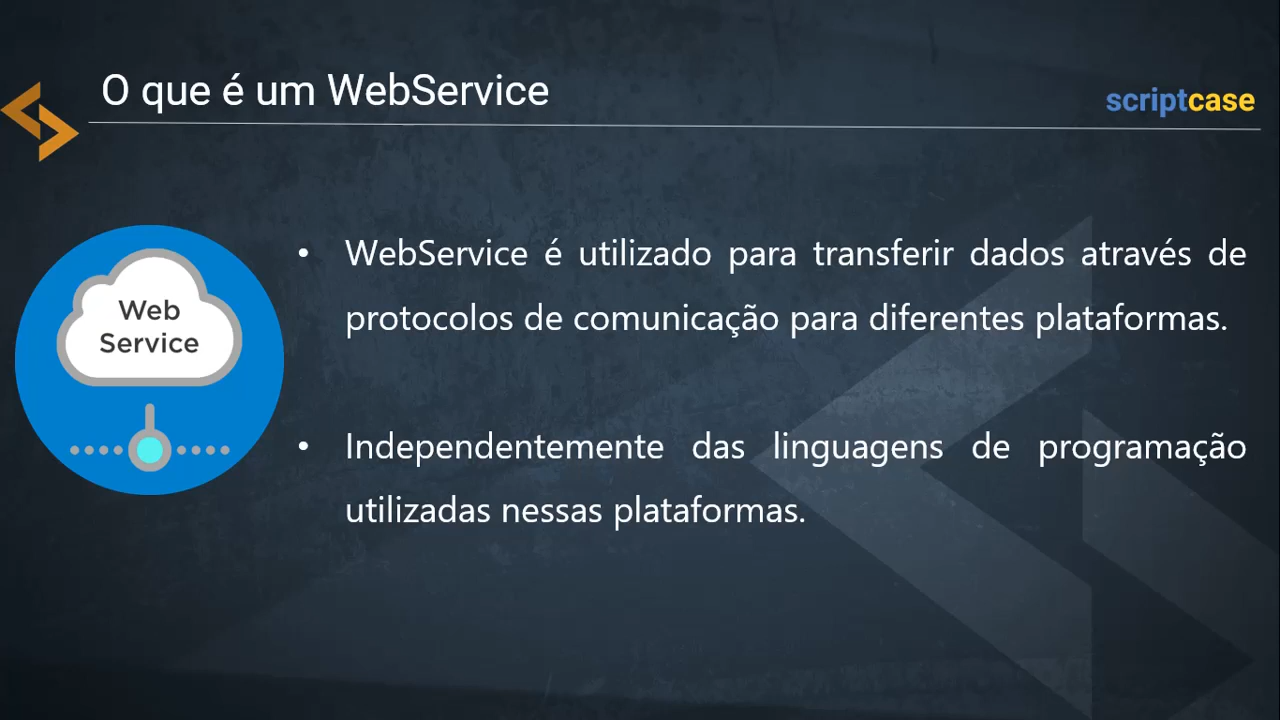 O que é um WebService
scriptcase
Web
Service
• WebService é utilizado para transferir dados através de
protocolos de comunicação para diferentes plataformas.
• Independentemente das linguagens de programação
utilizadas nessas plataformas.